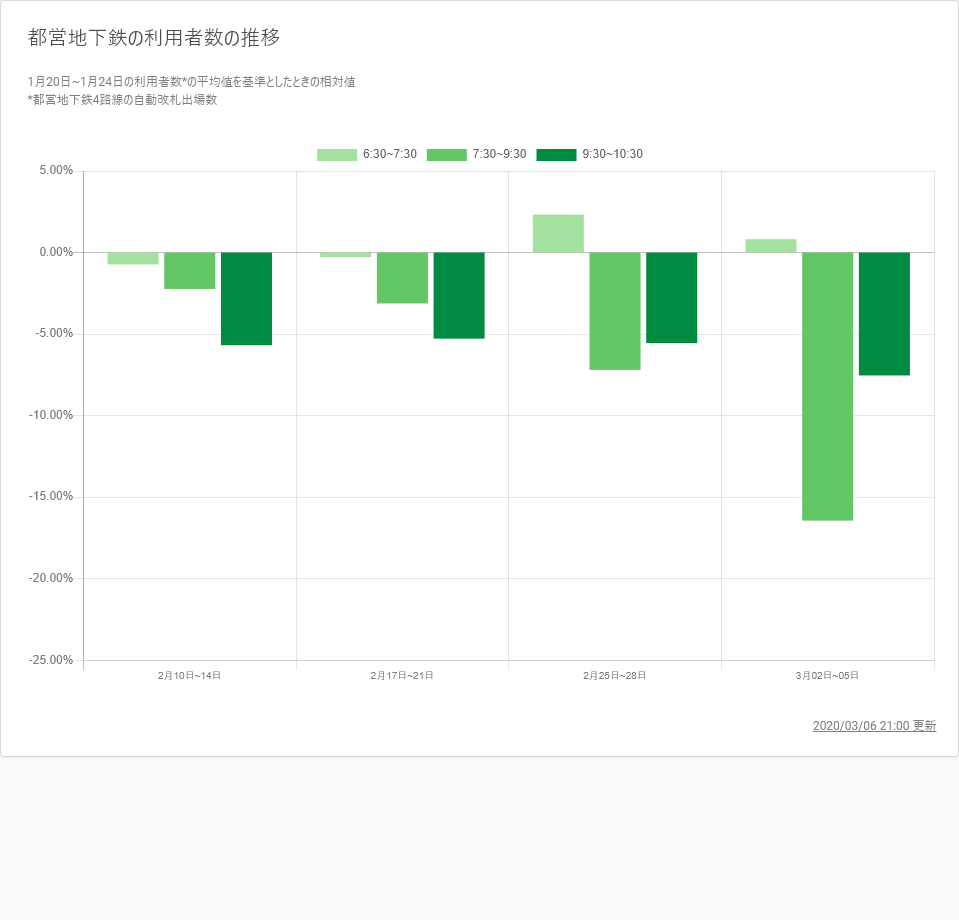 都営地下鉄の利用者数の推移
1月20日~1月24日の利用者数*の平均値を基準としたときの相対値
*都営地下鉄4路線の自動改札出場数
6:30~7:30 7:30~9:30 9:30~10:30
5.00%
0.00%
-5.00%
-10.00%
-15.00%
-20.00%
-25.00%
2月10日~14日 2月17日~21日 2月25日~28日 3月02日~05日
2020/03/06 21:00 更新